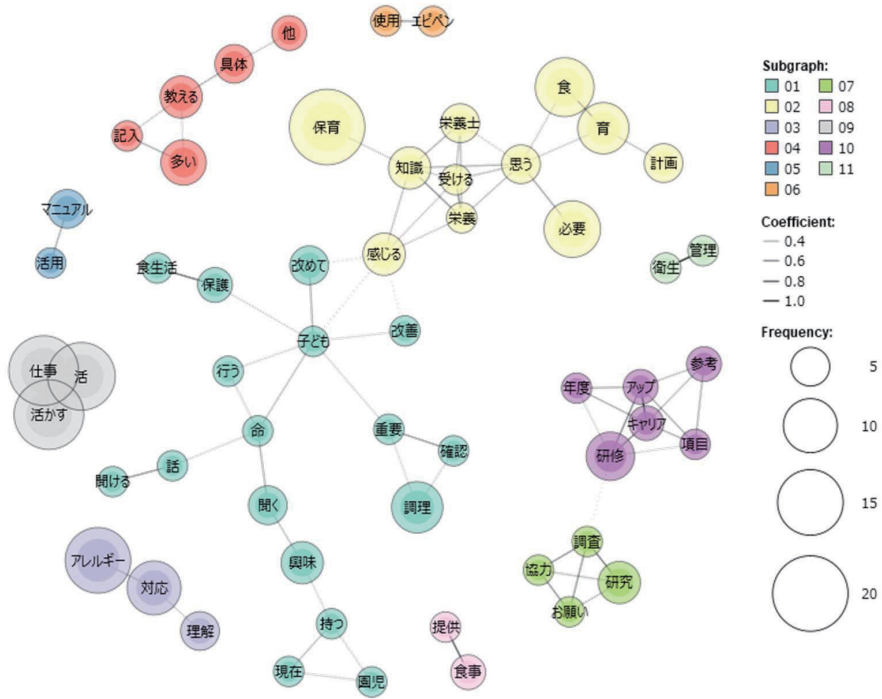 使用
エピペン
他
具体
教える
記入
多い
保育
栄養士
食
育
計画
知識
受ける
思う
栄養
必要
感じる
マニュアル
活用
食生活
保護
改めて
改善
子ども
行う
衛生
管理
仕事
活
活かす
命
重要
確認
調理
話
聞ける
聞く
興味
持つ
現在
園児
年度
アップ
参考
キャリア
項目
研修
調査
協力
研究
お願い
アレルギー
対応
理解
提供
食事
Subgraph:
01
02
03
04
05
06
07
08
09
10
11
Coefficient:
0.4
0.6
0.8
1.0
Frequency:
5
10
15
20